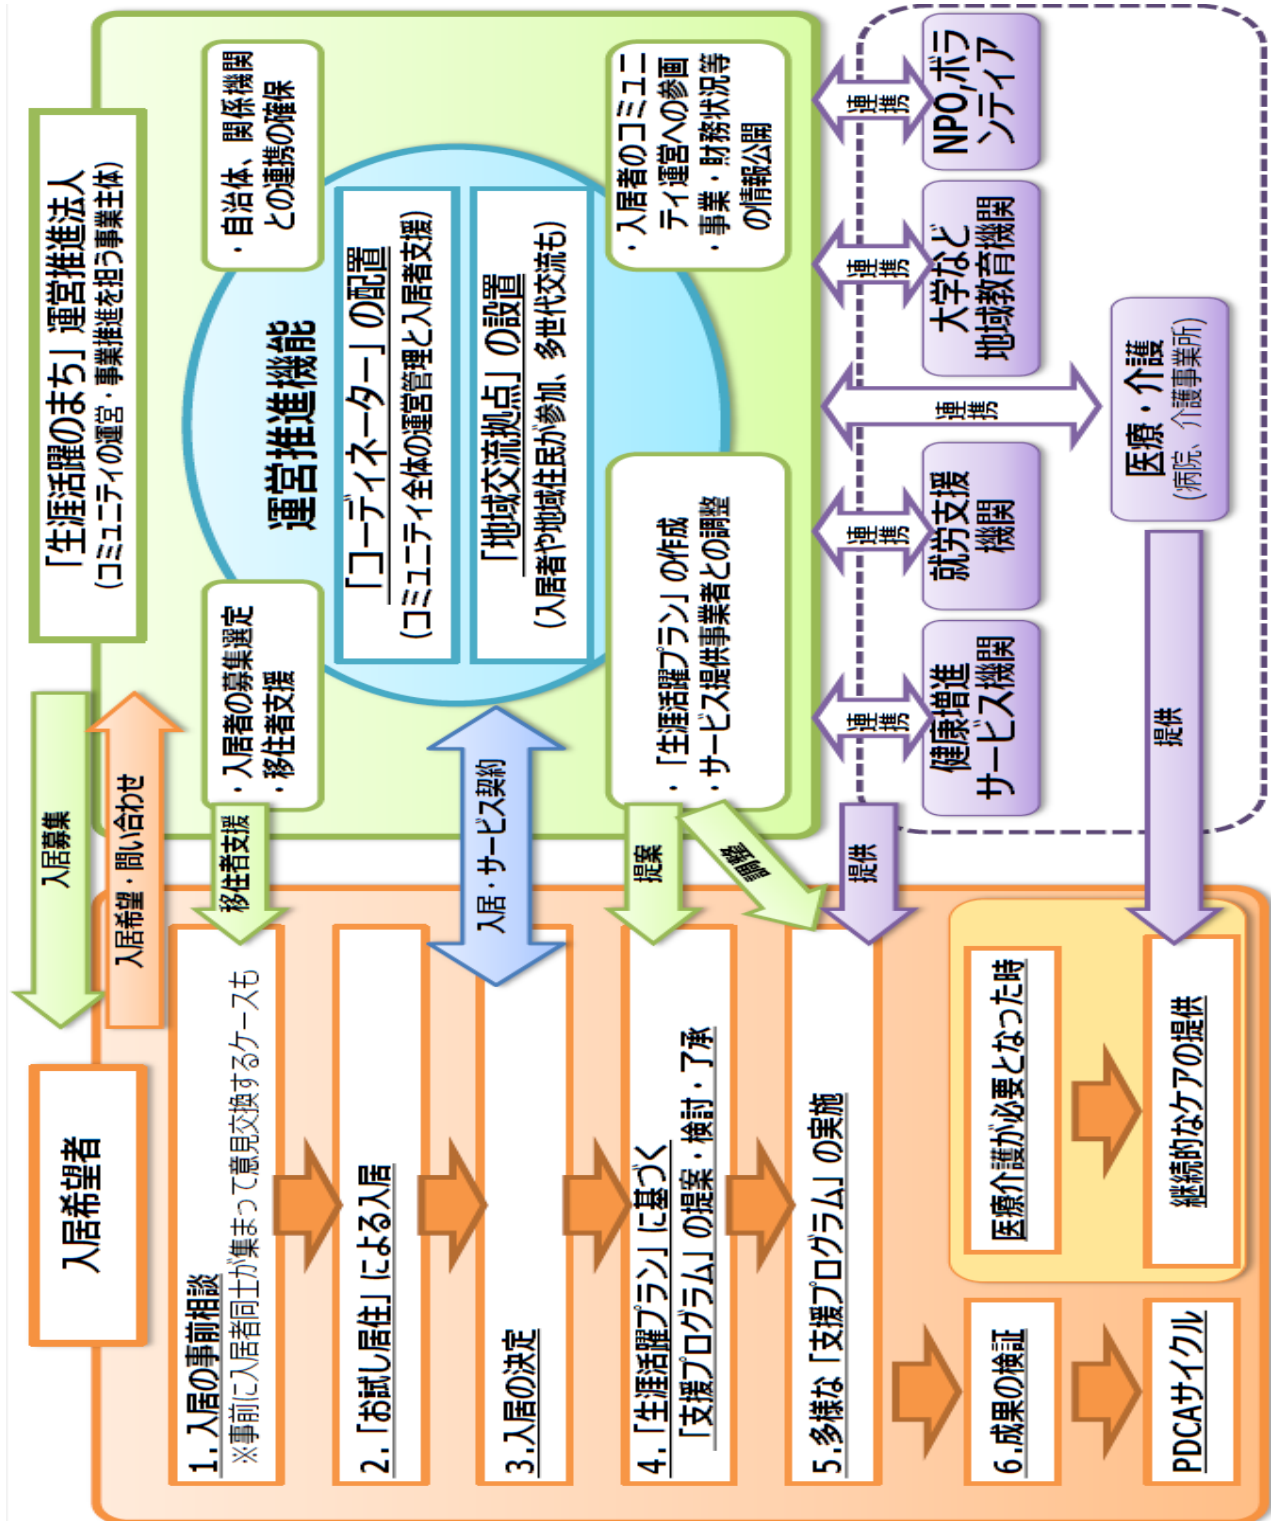 入居希望者
入居募集
入居希望・問い合わせ
「生涯活躍のまち」運営推進法人
(コミュニティの運営・事業推進を担う事業主体)
1.入居の事前相談
※事前に入居者同士が集まって意見交換するケースも
2.「お試し居住」による入居
3.入居の決定
4.「生涯活躍プラン」に基づく
「支援プログラム」の提案・検討・了承
5.多様な「支援プログラム」の実施
6.成果の検証
PDCAサイクル
医療介護が必要となった時
継続的なケアの提供
移住者支援
入居・サービス契約
提案
調整
提供
提供
・入居者の募集選定
・移住者支援
・自治体、関係機関
との連携の確保
運営推進機能
「コーディネーター」の配置
(コミュニティ全体の運営管理と入居者支援)
「地域交流拠点」の設置
(入居者や地域住民が参加、多世代交流も)
・「生涯活躍プラン」の作成
・サービス提供事業者との調整
・入居者のコミュニ
ティ運営への参画
・事業・財務状況等
の情報公開
連携
連携
連携
連携
連携
健康増進
サービス機関
就労支援
機関
医療・介護
(病院、介護事業所)
大学など
地域教育機関
NPO,ボラ
ンティア